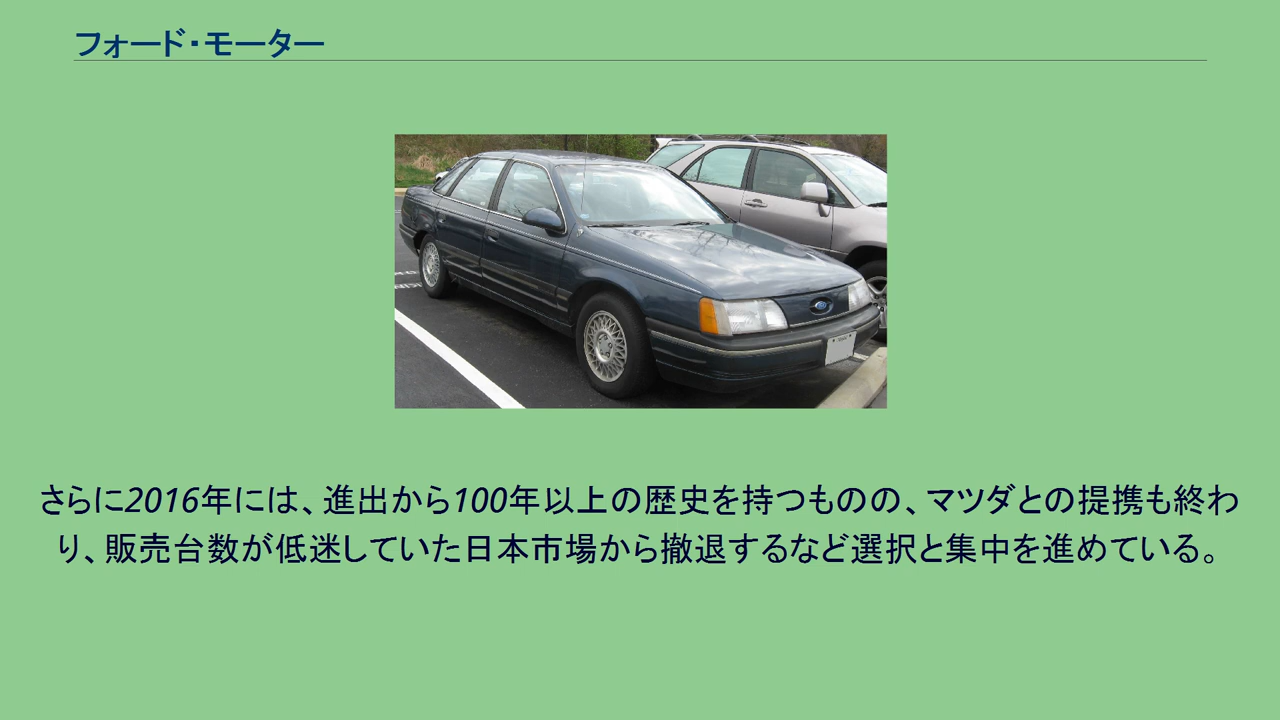 フォード・モーター
さらに2016年には、進出から100年以上の歴史を持つものの、マツダとの提携も終わ
り、販売台数が低迷していた日本市場から撤退するなど選択と集中を進めている。